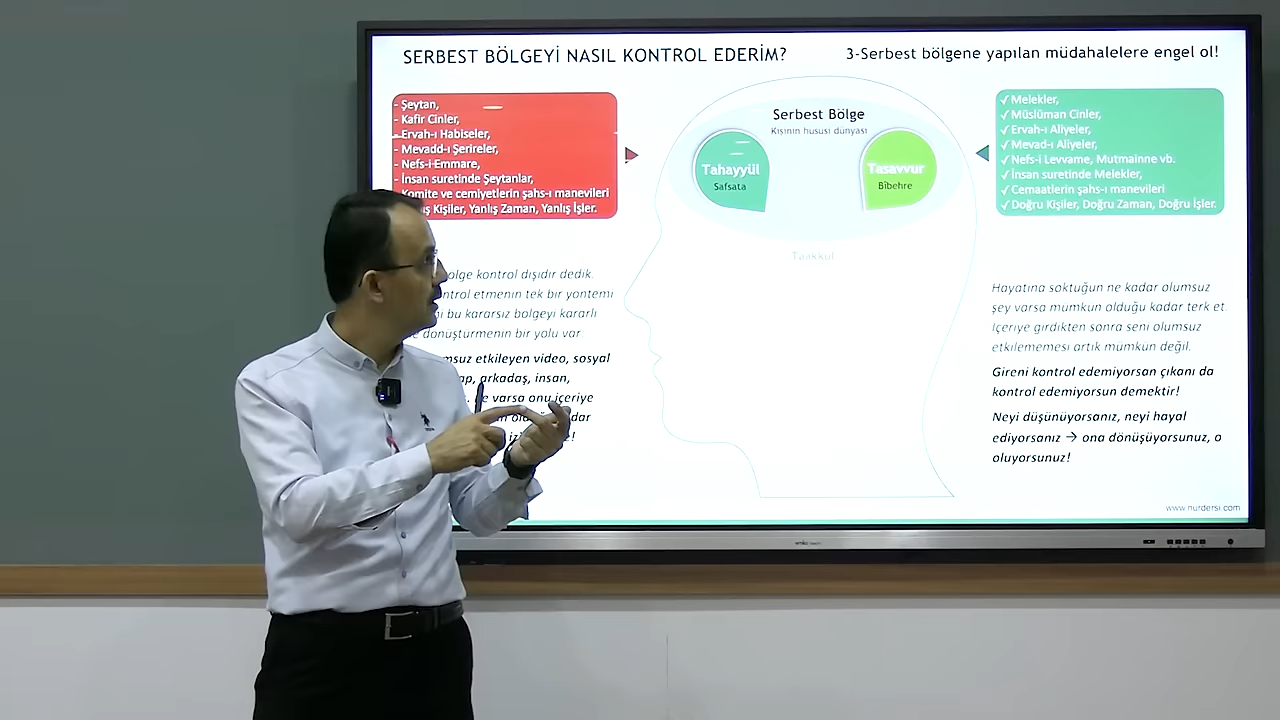 SERBEST BÖLGEYİ NASIL KONTROL EDERİM?
3-Serbest bölgene yapılan müdahalelere engel ol!
- Şeytan,
- Kafir Cinler,
- Ervah-ı Habiseler,
- Mevadd-ı Şerireler,
- Nefs-i Emmare,
- İnsan suretinde Şeytanlar,
Komite ve cemiyetlerin şahs-ı manevileri
Kişiler, Yanlış Zaman, Yanlış İşler.
Serbest Bölge
Kişinin hususi dünyası
Tahayyül
Safsata
Tasavvur
Bîbehre
Taakkul
✓ Melekler,
✓ Müslüman Cinler,
✓ Ervah-ı Aliyeler,
✓ Mevad-ı Aliyeler,
✓ Nefs-i Levvame, Mutmainne vb.
✓ İnsan suretinde Melekler,
✓ Cemaatlerin şahs-ı manevileri
✓ Doğru Kişiler, Doğru Zaman, Doğru İşler.
kontrol dışıdır dedik.
etmenin tek bir yöntemi
bu kararsız bölgeyi kararlı
dönüştürmenin bir yolu var:
etkileyen video, sosyal
arkadaş, insan,
varsa onu içeriye
Hayatına soktuğun ne kadar olumsuz
şey varsa mümkün olduğu kadar terk et.
İçeriye girdikten sonra seni olumsuz
etkilememesi artık mümkün değil.
Gireni kontrol edemiyorsan çıkanı da
kontrol edemiyorsun demektir!
Neyi düşünüyorsanız, neyi hayal
ediyorsanız → ona dönüşüyorsunuz, o
oluyorsunuz!
www.nurdersi.com